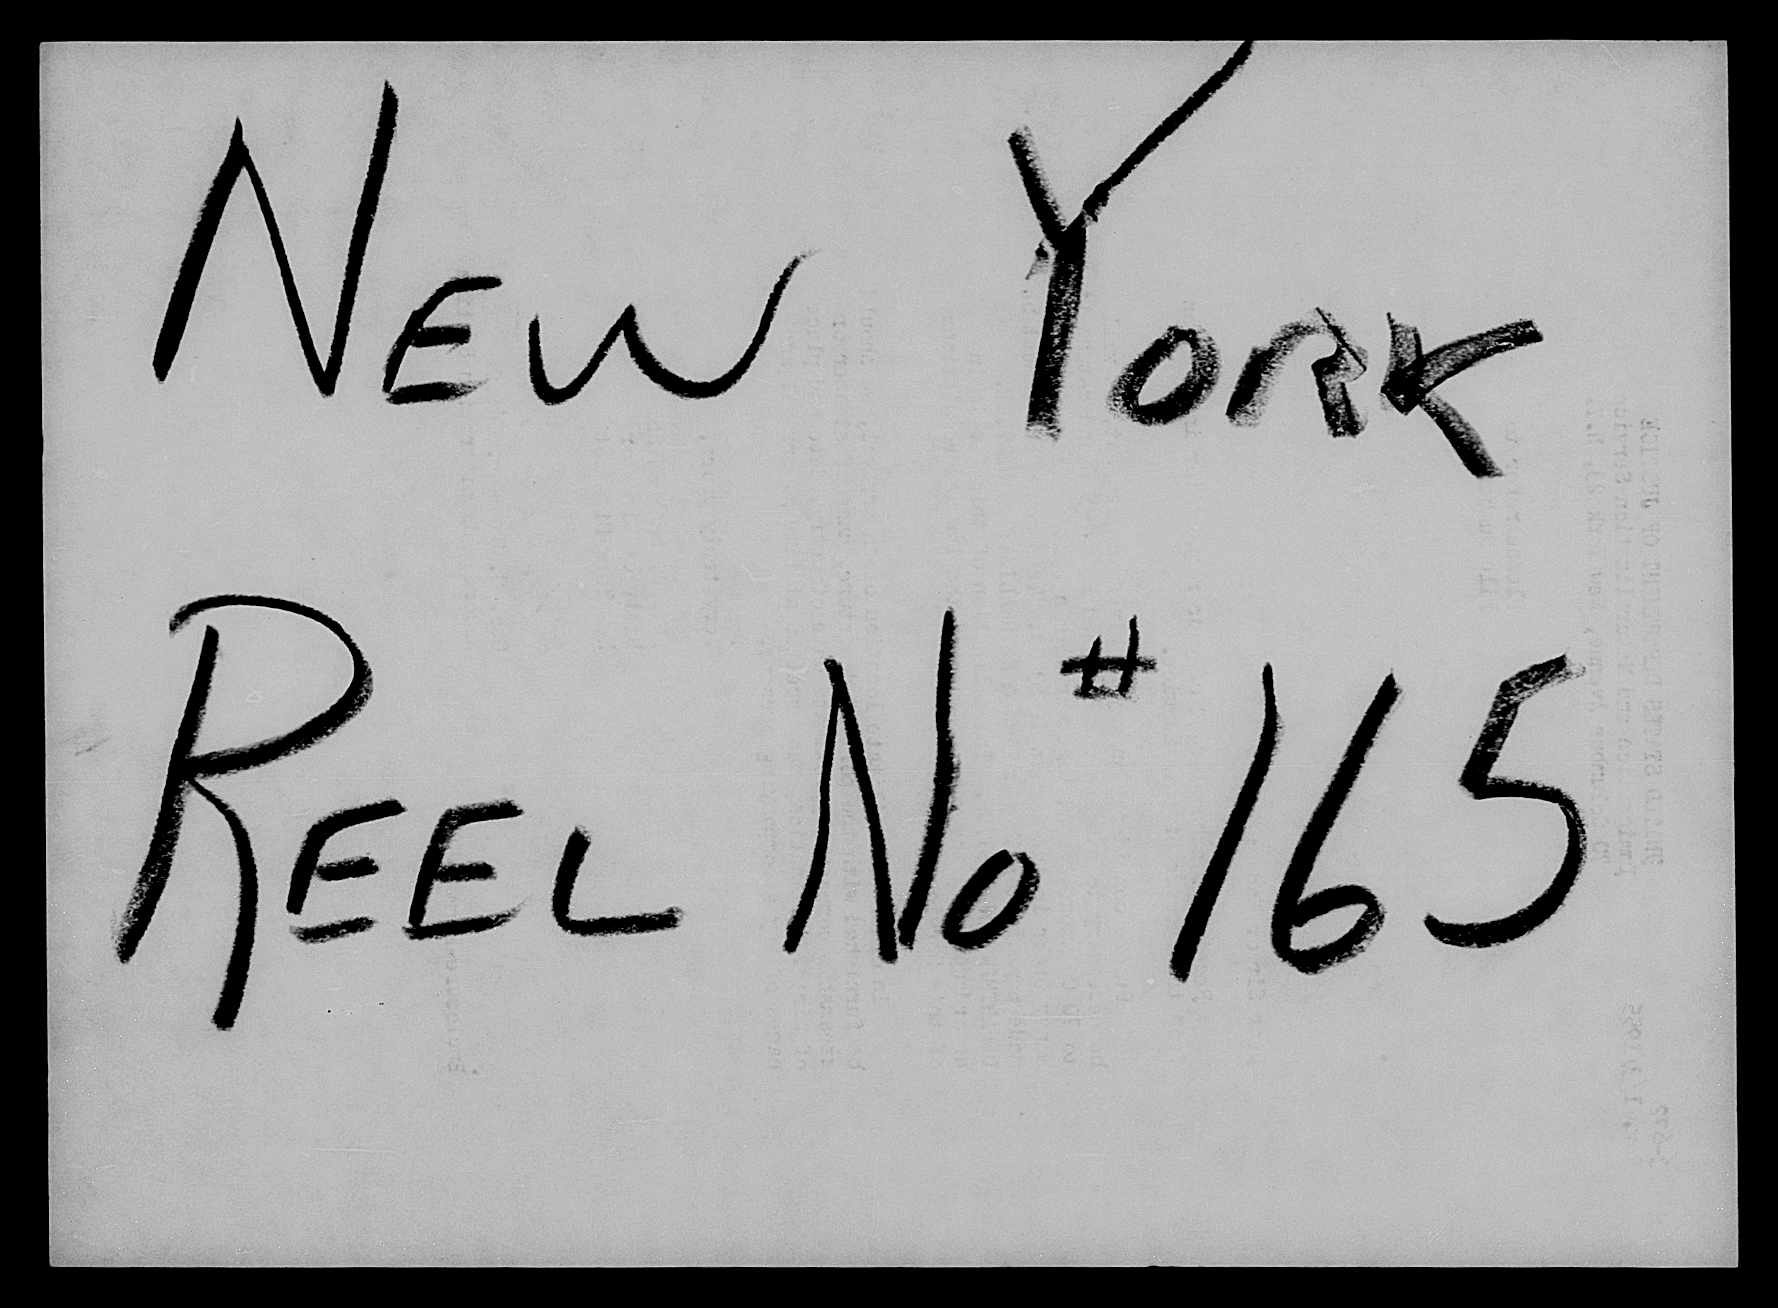 New York
Reel No # 165